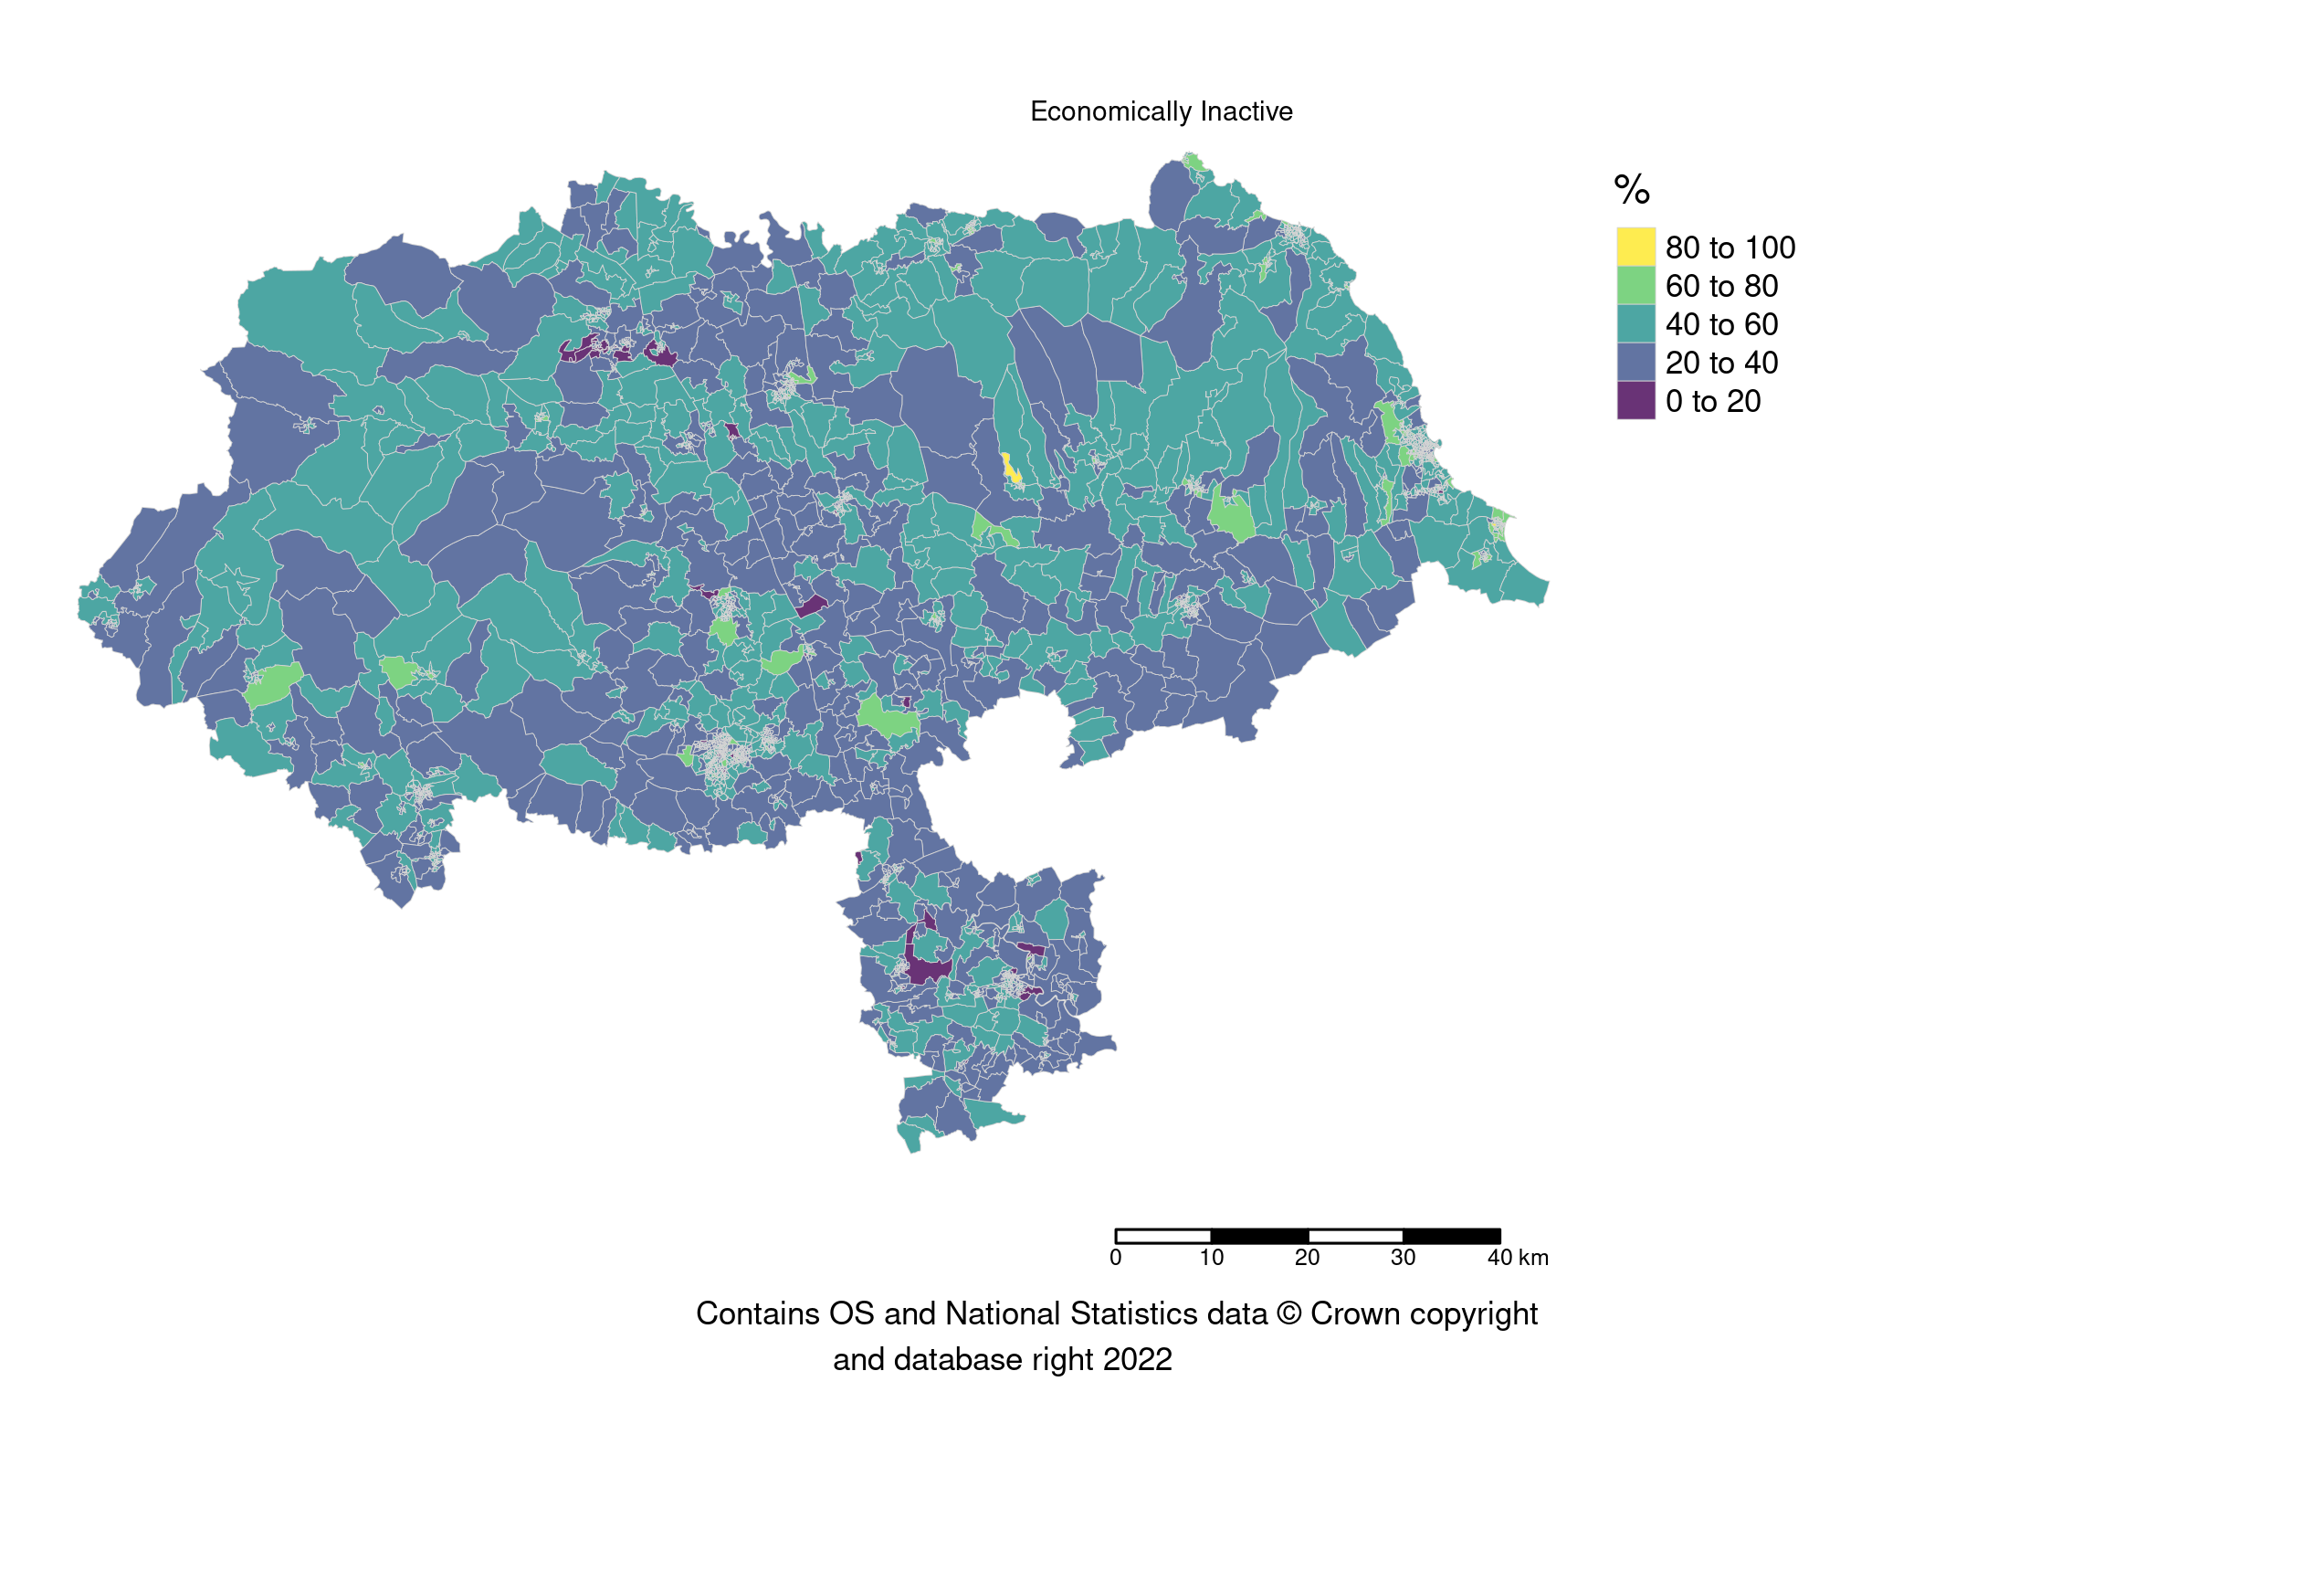 Economically Inactive
%
80 to 100
60 to 80
40 to 60
20 to 40
0 to 20
0 10 20 30 40 km
Contains OS and National Statistics data © Crown copyright
and database right 2022